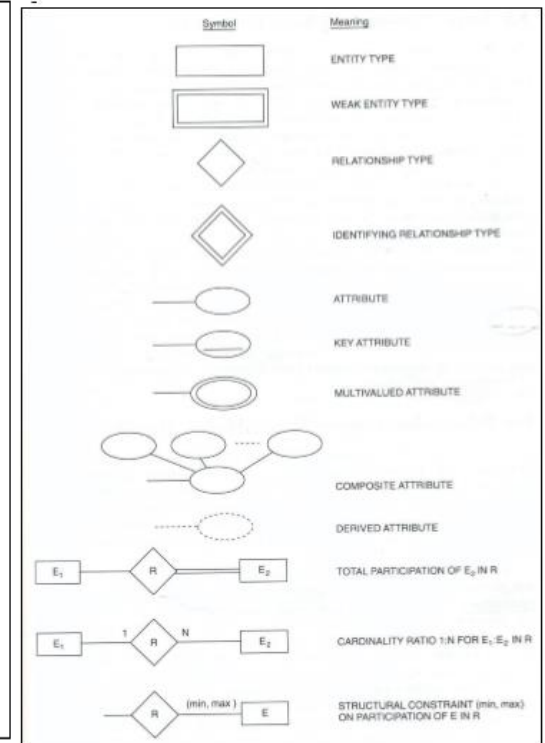 Symbol Meaning
ENTITY TYPE
WEAK ENTITY TYPE
RELATIONSHIP TYPE
IDENTIFYING RELATIONSHIP TYPE
ATTRIBUTE
KEY ATTRIBUTE
MULTIVALUED ATTRIBUTE
COMPOSITE ATTRIBUTE
DERIVED ATTRIBUTE
E₁ R E₂ TOTAL PARTICIPATION OF E₂ IN R
E₁ 1 R N E₂ CARDINALITY RATIO 1:N FOR E₁:E₂ IN R
R (min, max) E STRUCTURAL CONSTRAINT (min, max)
ON PARTICIPATION OF E IN R